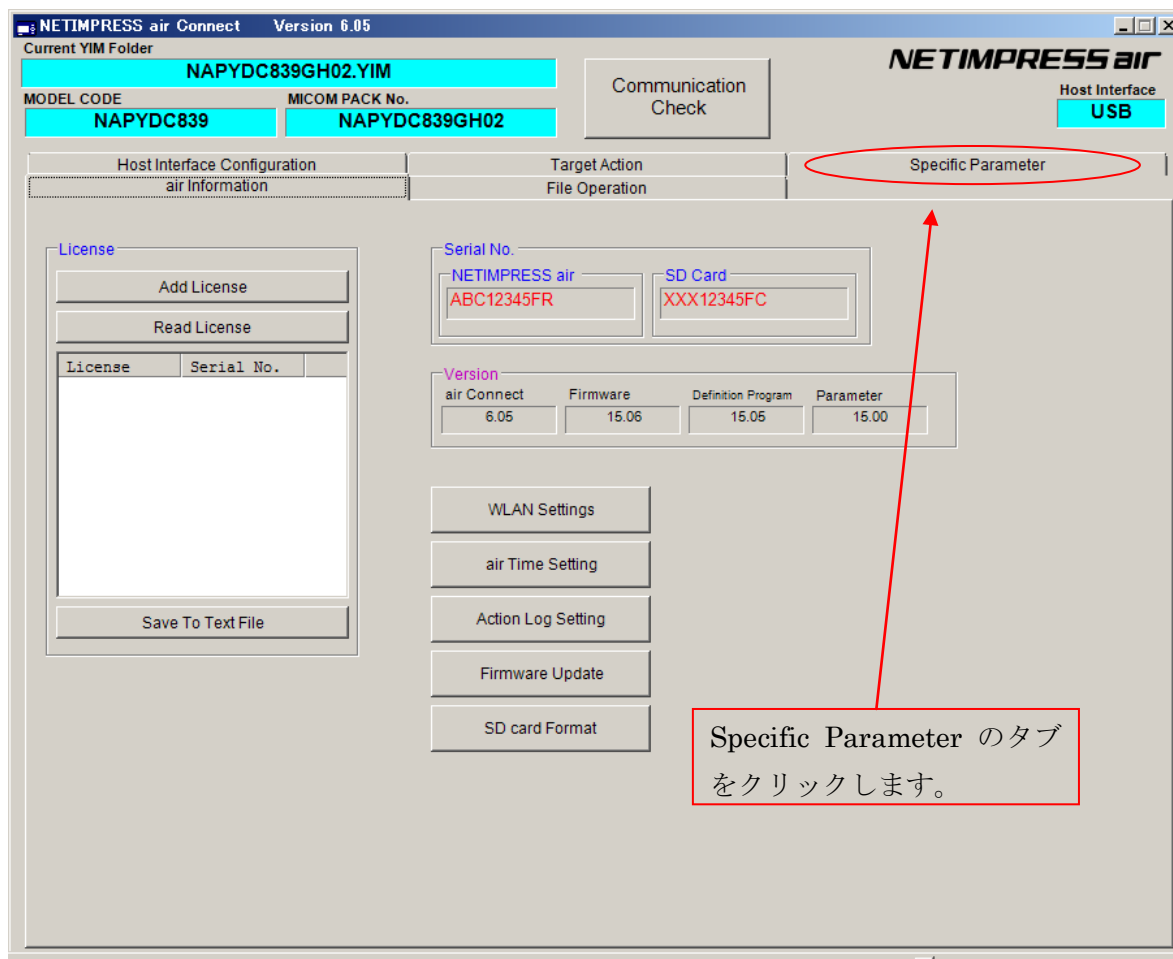 NETIMPRESS air Connect Version 6.05
Current YIM Folder
NAPYDC839GH02.YIM
MODEL CODE
MICOM PACK No.
NAPYDC839
NAPYDC839GH02
Communication
Check
NETIMPRESS air
Host Interface
USB
Host Interface Configuration
Target Action
Specific Parameter
air Information
File Operation
License
Add License
Read License
License Serial No.
Save To Text File
Serial No.
NETIMPRESS air
SD Card
ABC12345FR
XXX12345FC
Version
air Connect Firmware Definition Program Parameter
6.05 15.06 15.05 15.00
WLAN Settings
air Time Setting
Action Log Setting
Firmware Update
SD card Format
Specific Parameter のタブ
をクリックします。